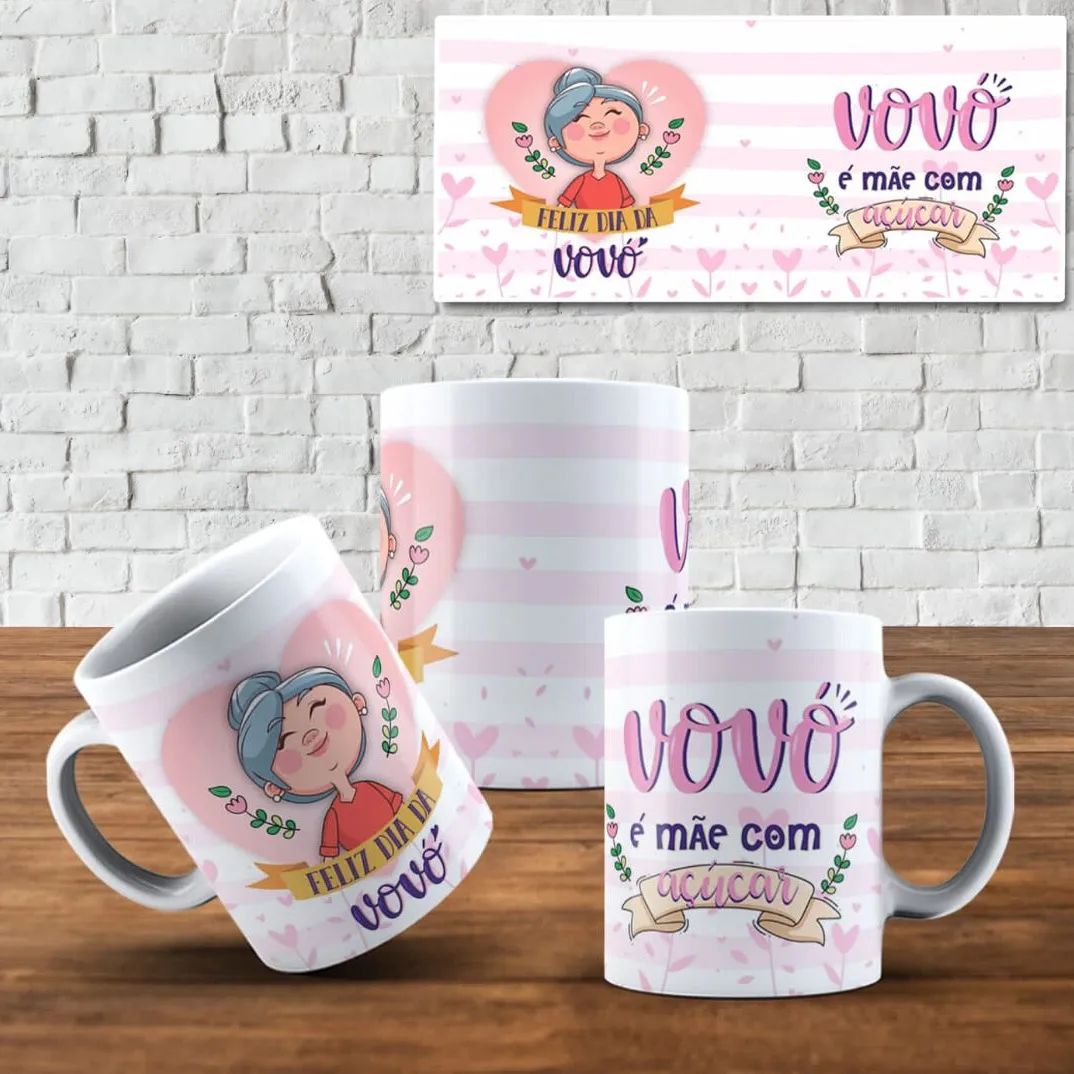 FELIZ DIA DA
vovó
vovó
é mãe com
açúcar
v
é
FELIZ DIA DA
vovó
vovó
é mãe com
açúcar